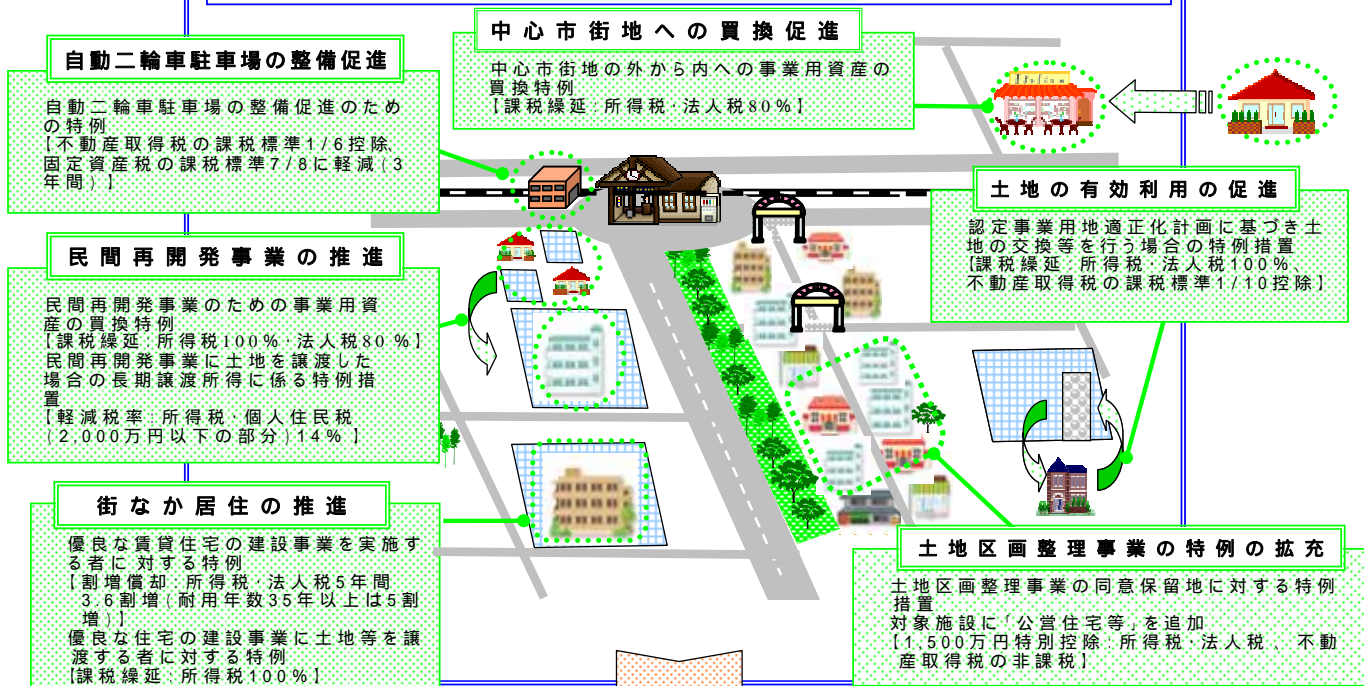 自動二輪車駐車場の整備促進
自動二輪車駐車場の整備促進のため
の特例
【不動産取得税の課税標準1/6控除、
固定資産税の課税標準7/8に軽減(3
年間)】
中心市街地への買換促進
中心市街地の外から内への事業用資産の
買換特例
【課税繰延:所得税・法人税80%】
土地の有効利用の促進
認定事業用地適正化計画に基づき土
地の交換等を行う場合の特例措置
【課税繰延:所得税・法人税100%、
不動産取得税の課税標準1/10控除】
民間再開発事業の推進
民間再開発事業のための事業用資
産の買換特例
【課税繰延:所得税100%・法人税80%】
民間再開発事業に土地を譲渡した
場合の長期譲渡所得に係る特例措
置
【軽減税率:所得税・個人住民税
(2,000万円以下の部分)14%】
街なか居住の推進
優良な賃貸住宅の建設事業を実施す
る者に対する特例
【割増償却:所得税・法人税5年間
3.6割増(耐用年数35年以上は5割
増)】
優良な住宅の建設事業に土地等を譲
渡する者に対する特例
【課税繰延:所得税100%】
土地区画整理事業の特例の拡充
土地区画整理事業の同意保留地に対する特例
措置
対象施設に「公営住宅等」を追加
【1,500万円特別控除:所得税・法人税、不動
産取得税の非課税】